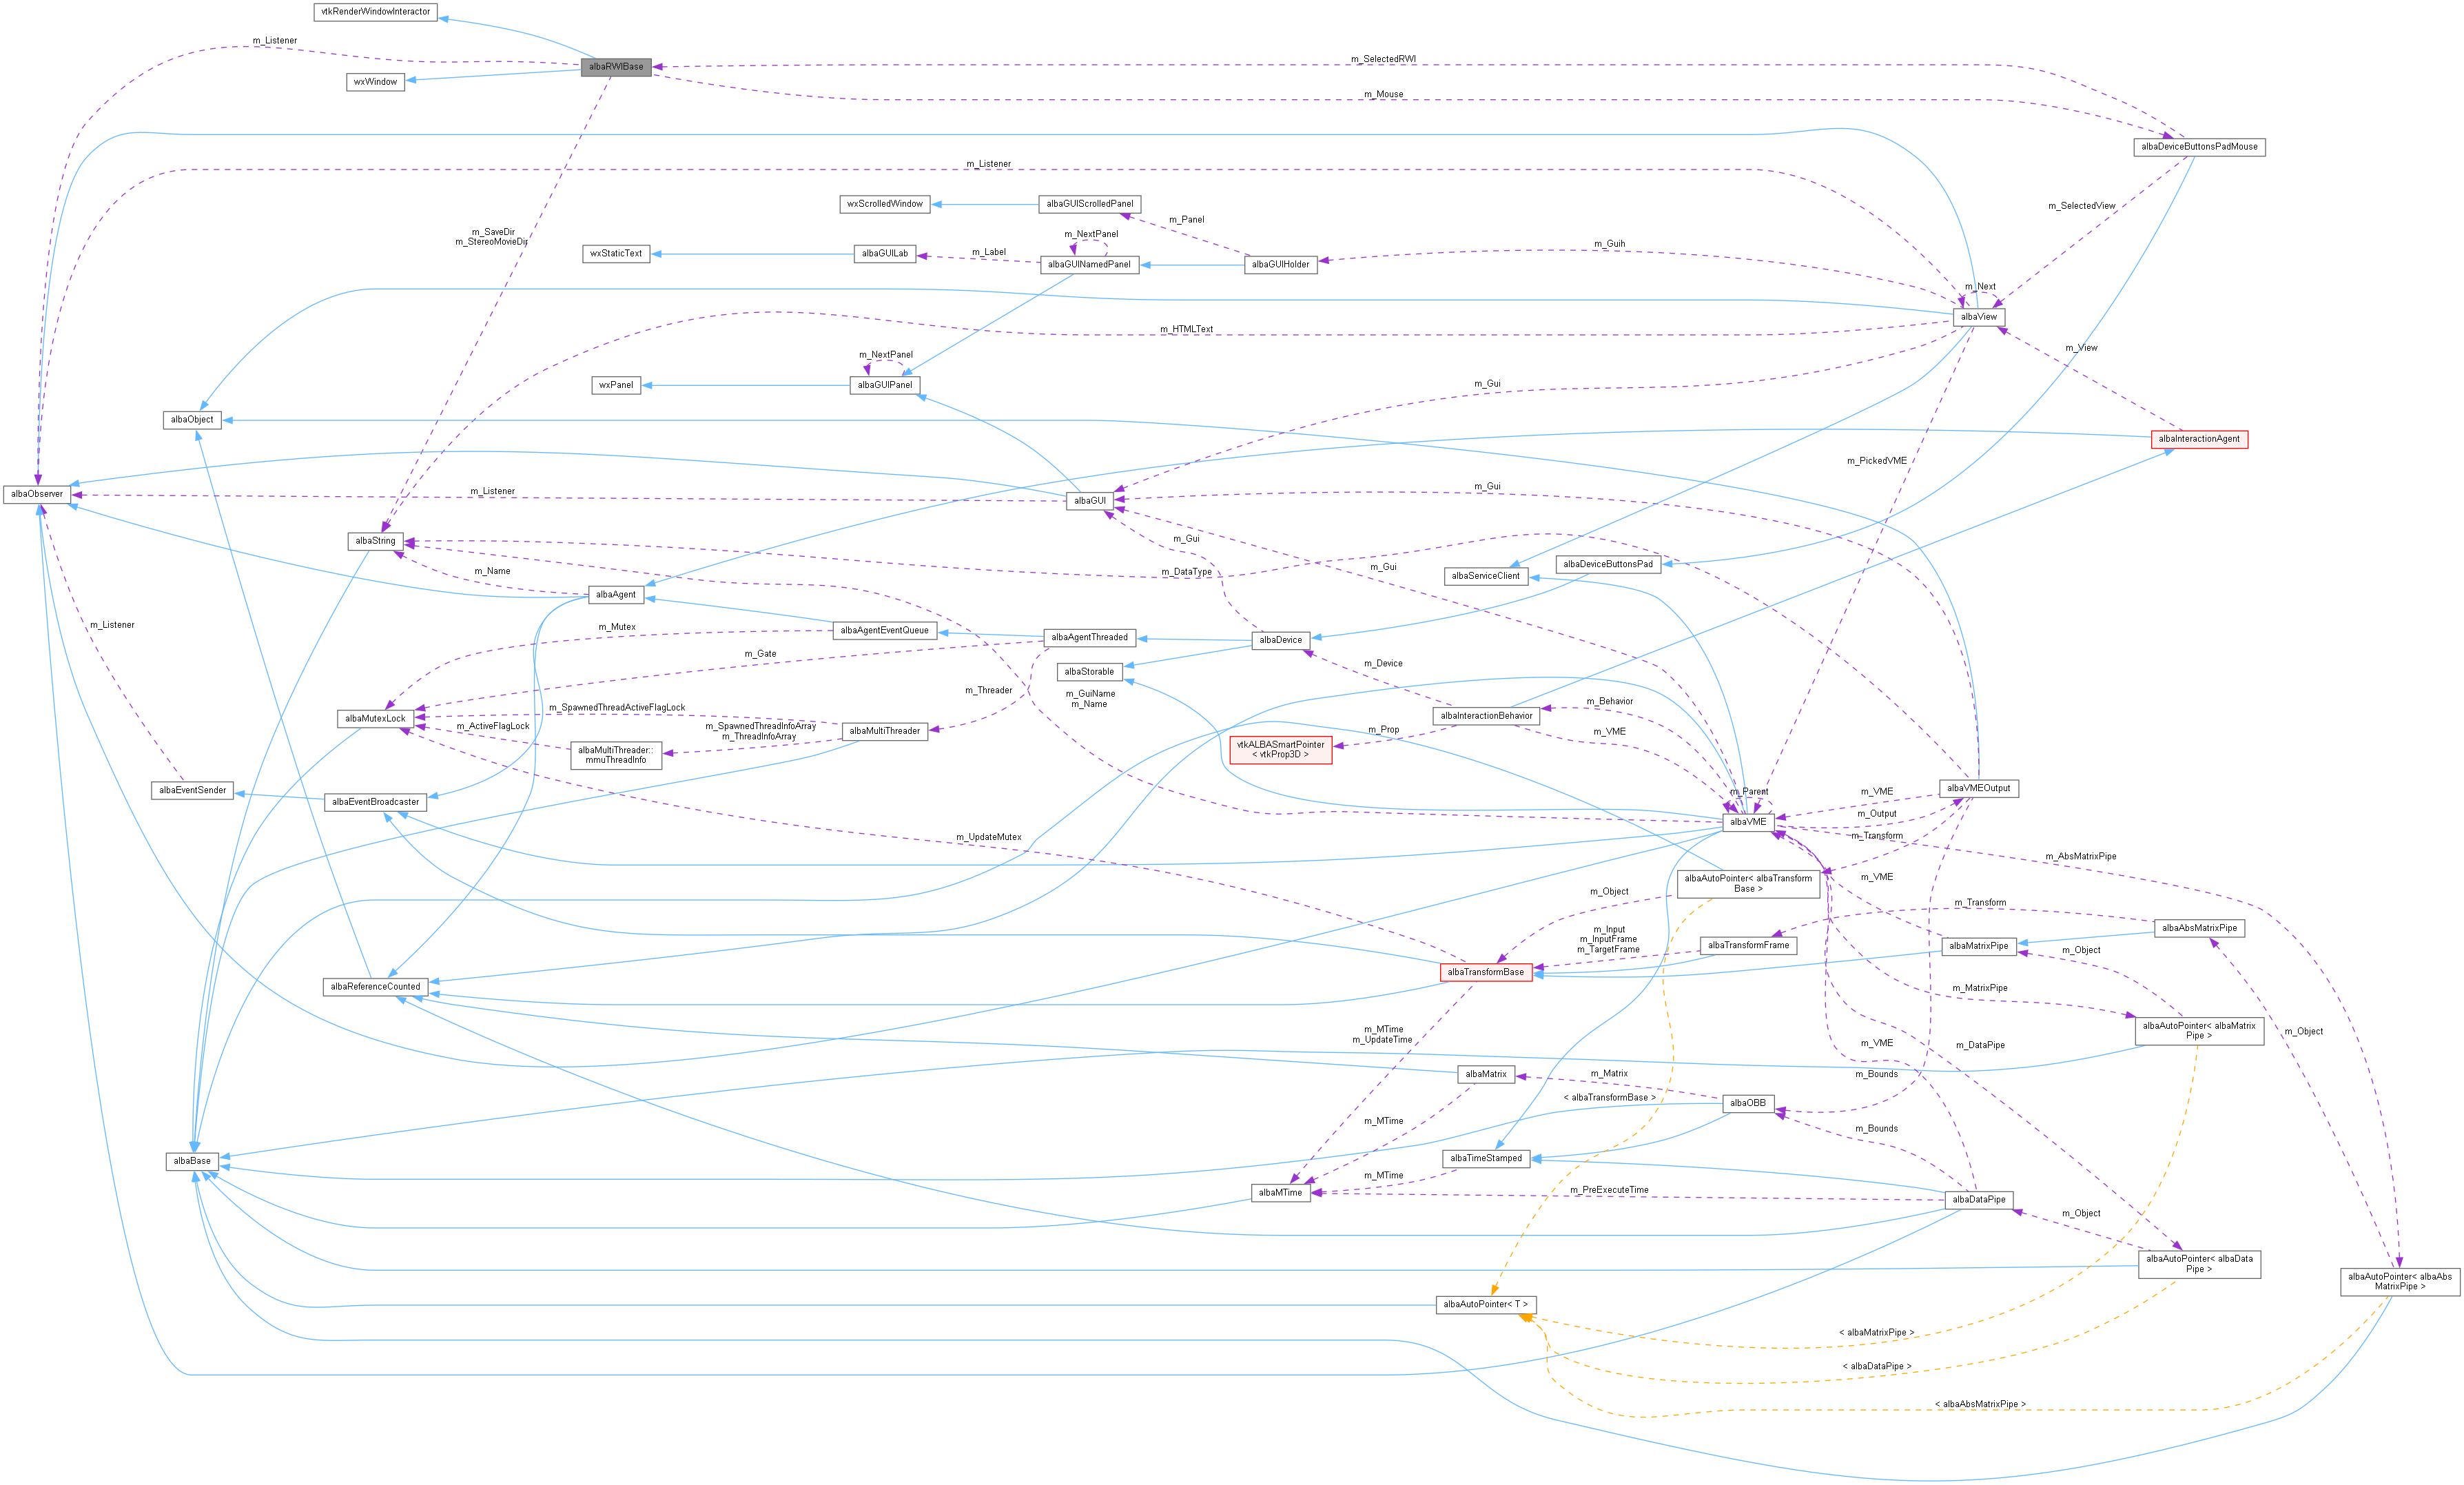 vtkRenderWindowInteractor
m_Listener
albaRWIBase
m_SelectedRWI
wxWindow
m_Mouse
albaDeviceButtonsPadMouse
m_Listener
wxScrolledWindow
albaGUIScrolledPanel
m_SelectedView
m_Panel
m_SaveDir
m_StereoMovieDir
m_NextPanel
m_Guih
wxStaticText
albaGUILab
m_Label
albaGUINamedPanel
albaGUIHolder
m_Next
albaView
m_HTMLText
m_View
m_NextPanel
wxPanel
albaGUIPanel
m_Gui
albaObject
albaInteractionAgent
m_PickedVME
albaObserver
m_Listener
albaGUI
m_Gui
albaString
m_Gui
m_Name
m_DataType
m_Gui
albaServiceClient
albaDeviceButtonsPad
albaAgent
m_Listener
m_Mutex
albaAgentEventQueue
albaAgentThreaded
albaDevice
m_Gate
m_Device
albaStorable
m_Threader
m_GuiName
m_Name
m_SpawnedThreadActiveFlagLock
m_Behavior
albaMutexLock
m_ActiveFlagLock
m_SpawnedThreadInfoArray
m_ThreadInfoArray
albaMultiThreader
albaInteractionBehavior
m_Prop
m_VME
albaMultiThreader::
mmuThreadInfo
vtkALBASmartPointer
< vtkProp3D >
albaEventSender
albaEventBroadcaster
m_Parent
m_VME
albaVMEOutput
albaVME
m_Output
m_UpdateMutex
m_Transform
m_AbsMatrixPipe
m_VME
albaAutoPointer< albaTransform
Base >
m_Object
m_Transform
m_Input
m_InputFrame
m_TargetFrame
albaTransformFrame
albaMatrixPipe
albaAbsMatrixPipe
m_Object
albaTransformBase
albaReferenceCounted
m_MatrixPipe
albaAutoPointer< albaMatrix
Pipe >
m_Object
m_MTime
m_UpdateTime
m_VME
m_DataPipe
albaMatrix
m_Matrix
m_Bounds
< albaTransformBase >
albaOBB
m_MTime
m_Bounds
albaBase
albaTimeStamped
m_MTime
albaMTime
m_PreExecuteTime
albaDataPipe
m_Object
albaAutoPointer< albaData
Pipe >
albaAutoPointer< albaAbs
MatrixPipe >
albaAutoPointer< T >
< albaMatrixPipe >
< albaDataPipe >
< albaAbsMatrixPipe >